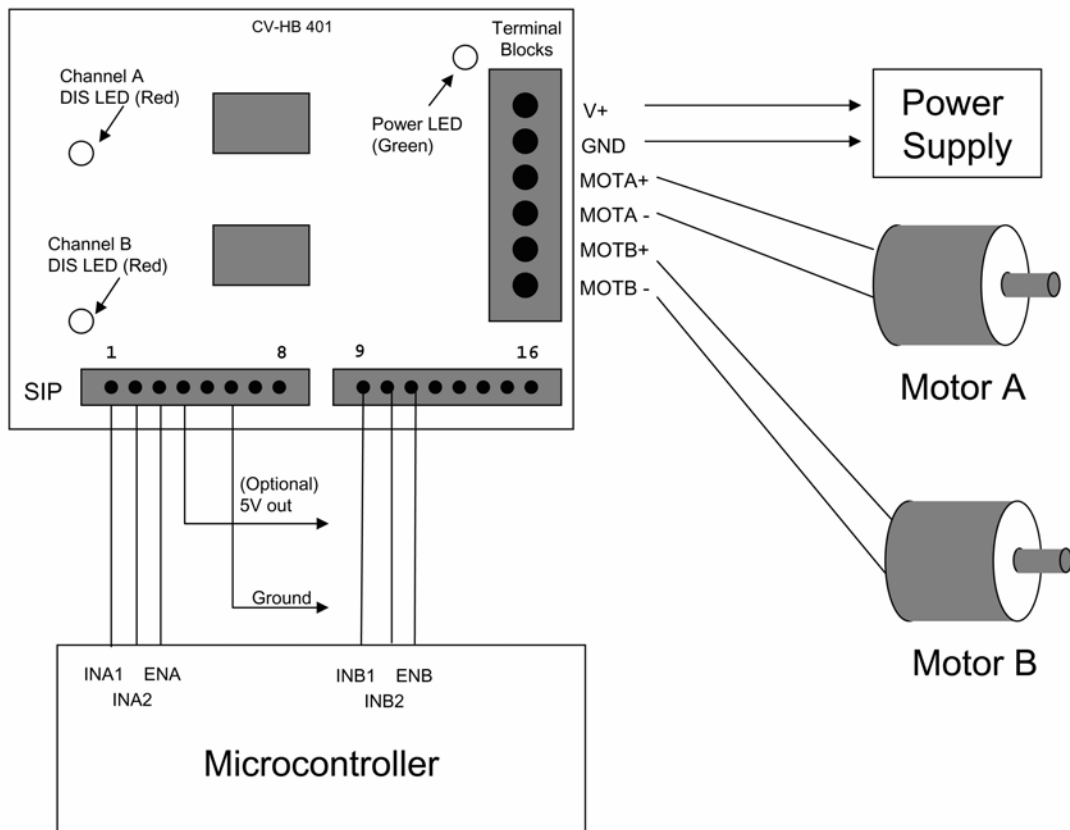 CV-HB 401
Terminal
Blocks
Channel A
DIS LED (Red)
Power LED
(Green)
Channel B
DIS LED (Red)
V+
GND
MOTA+
MOTA -
MOTB+
MOTB -
Power
Supply
Motor A
Motor B
1
8
9
16
SIP
(Optional)
5V out
Ground
INA1
INA2
ENA
INB1
INB2
ENB
Microcontroller